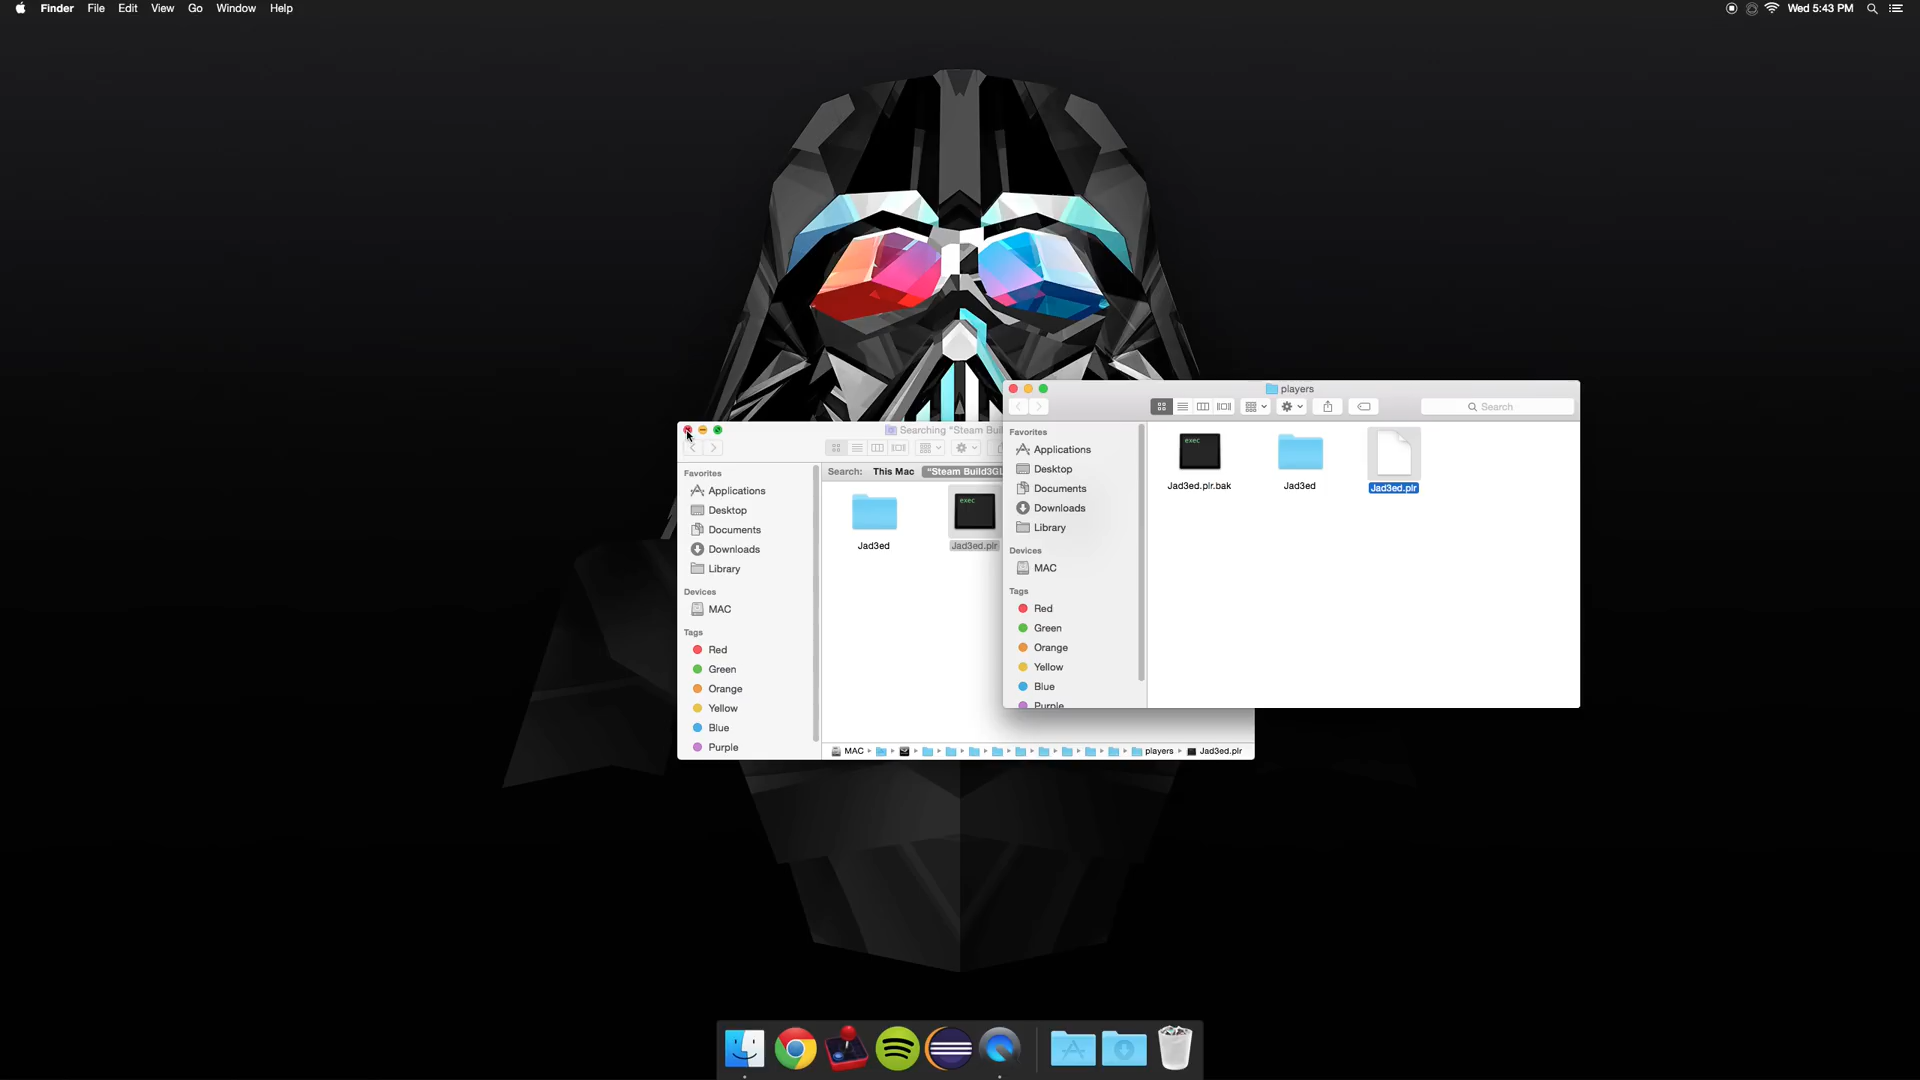 Finder File Edit View Go Window Help
Wed 5:43 PM
players
Search
Favorites
Applications
Desktop
Documents
Downloads
Library
Devices
MAC
Tags
Red
Green
Orange
Yellow
Blue
Purple
exec
Jad3ed.plr.bak
Jad3ed
Jad3ed.plr
Searching "Steam Bui
Search: This Mac "Steam Build3GL
Favorites
Applications
Desktop
Documents
Downloads
Library
Devices
MAC
Tags
Red
Green
Orange
Yellow
Blue
Purple
exec
Jad3ed
Jad3ed.plr
MAC
players
Jad3ed.plr